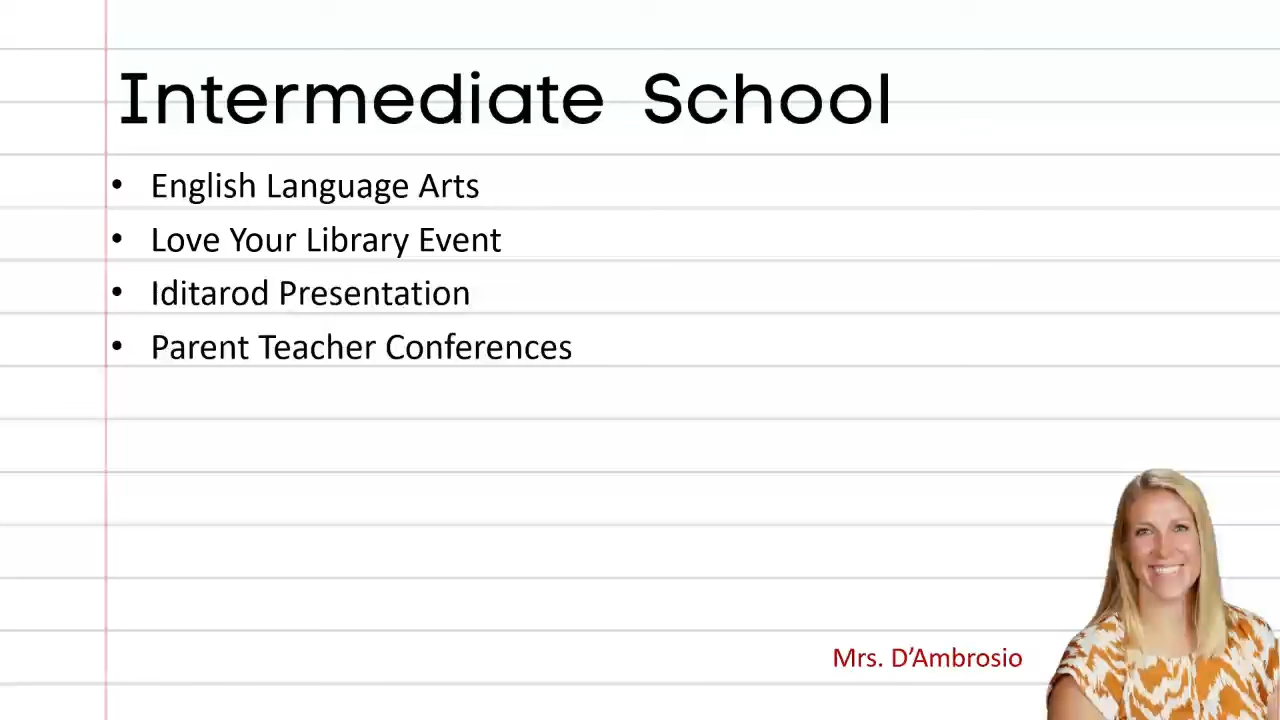 Intermediate School
• English Language Arts
• Love Your Library Event
• Iditarod Presentation
• Parent Teacher Conferences
Mrs. D’Ambrosio